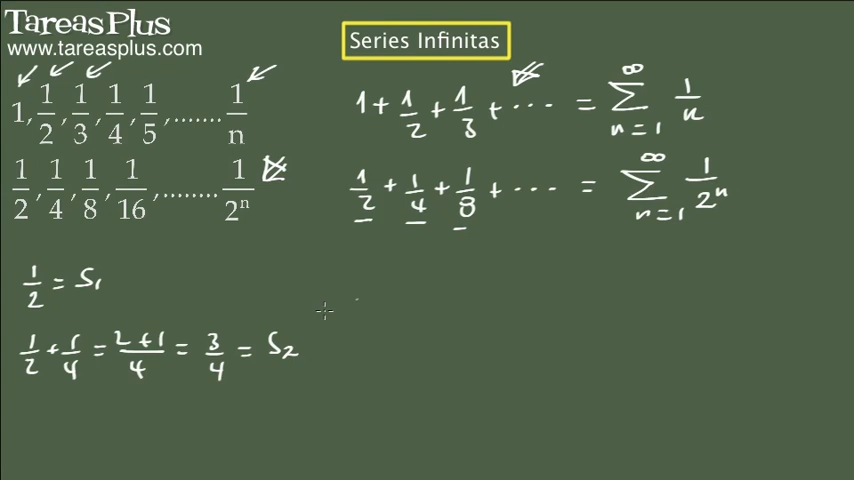 TareasPlus
www.tareasplus.com
Series Infinitas
1, 1/2, 1/3, 1/4, 1/5, ....... 1/n
1 + 1/2 + 1/3 + ... = ∑ n=1 ∞ 1/n
1/2, 1/4, 1/8, 1/16, ........ 1/2ⁿ
1/2 + 1/4 + 1/8 + ... = ∑ n=1 ∞ 1/2ⁿ
1/2 = S₁
1/2 + 1/4 = 2+1/4 = 3/4 = S₂